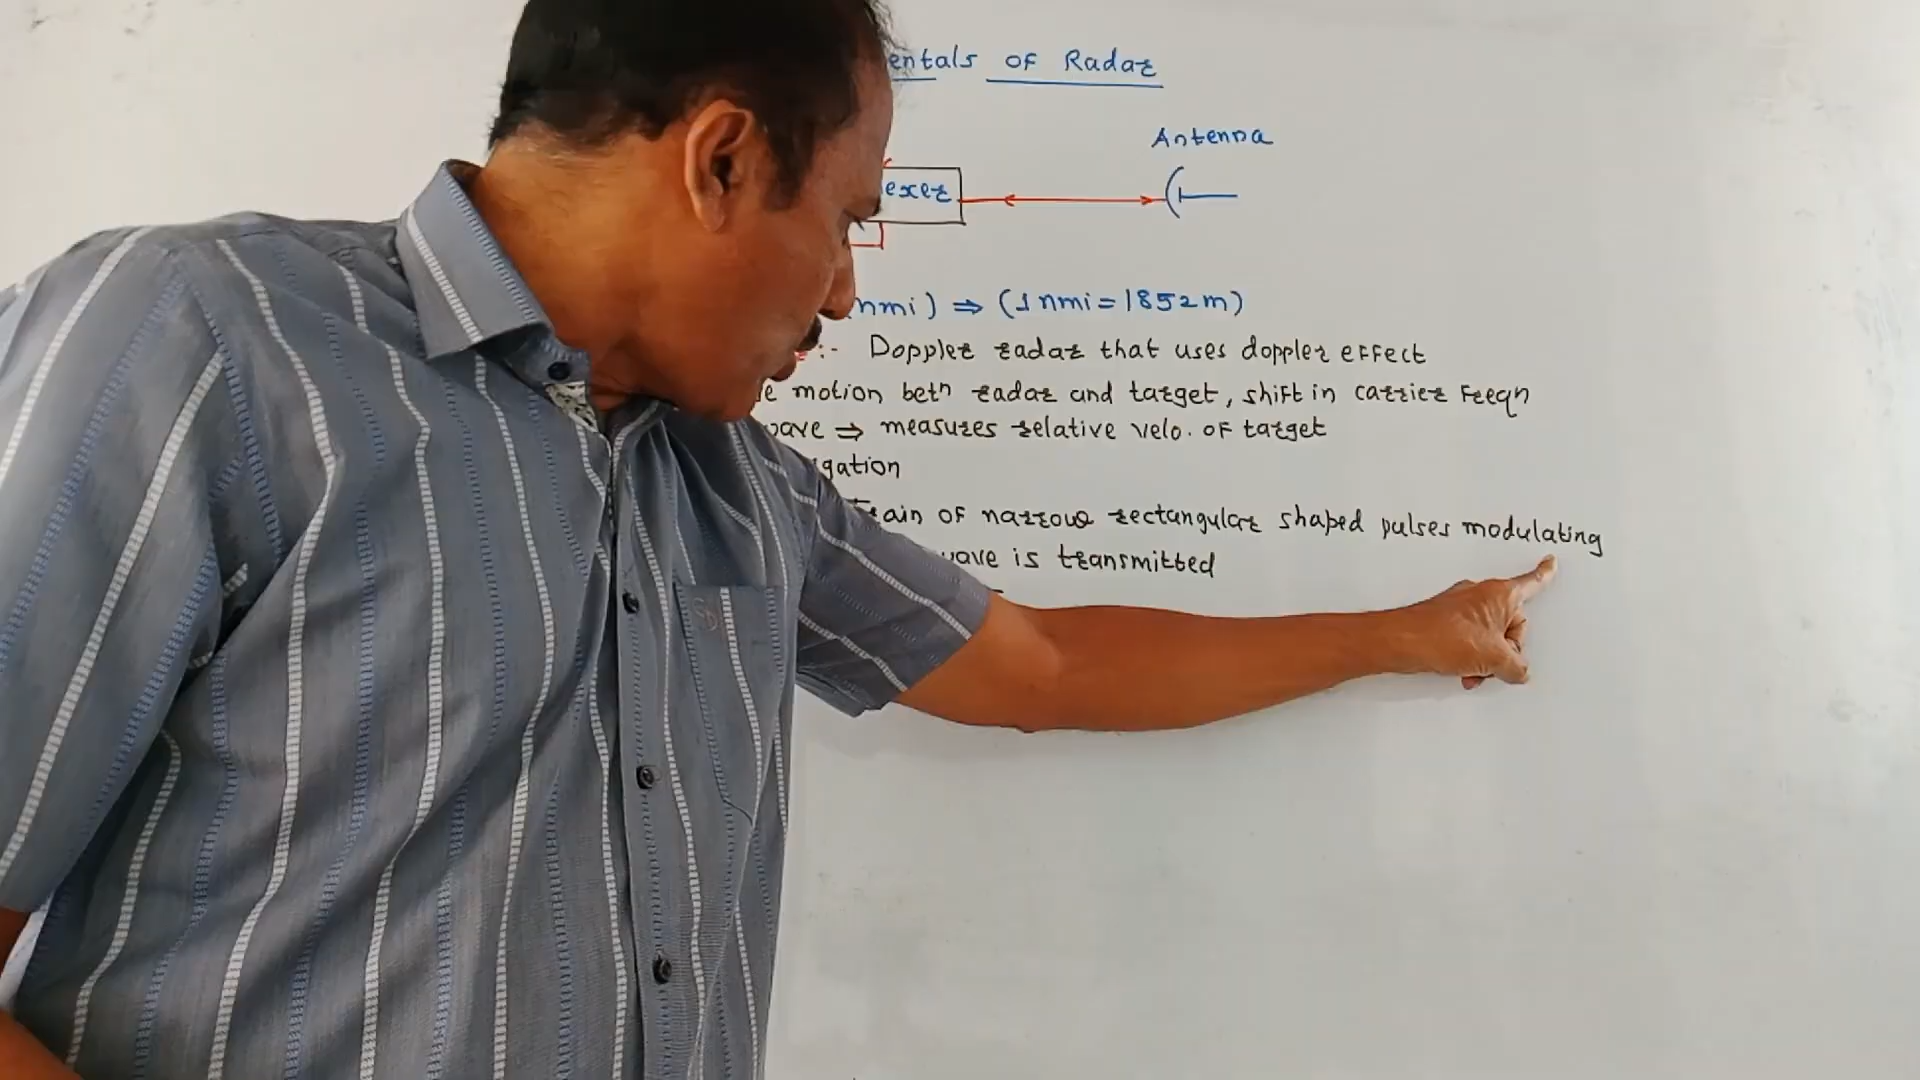 entals of Radar
Antenna
exer
nmi) ⇒ (1 nmi = 1852m)
:- Doppler radar that uses doppler effect
motion betn radar and target, shift in carrier Freqn
wave ⇒ measures relative velo. of target
gation
train of narrow rectangular shaped pulses modulating
wave is transmitted